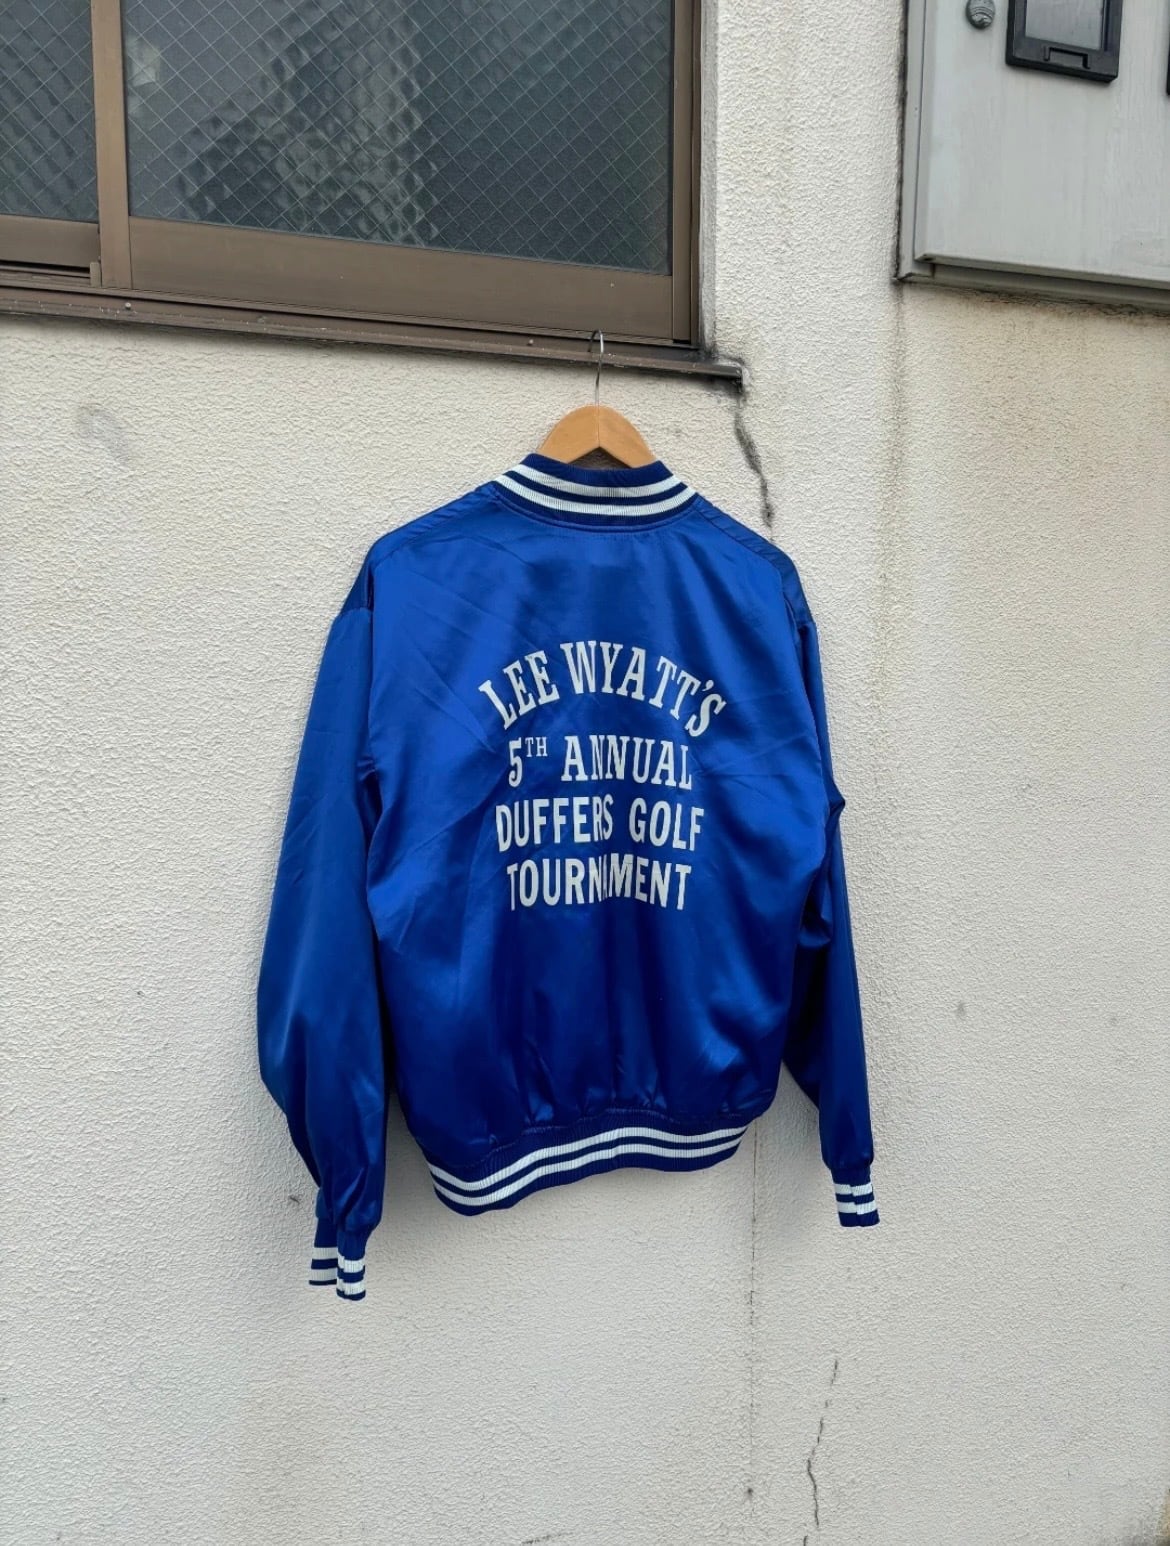 LEE WYATT'S
5TH ANNUAL
DUFFERS GOLF
TOURNAMENT